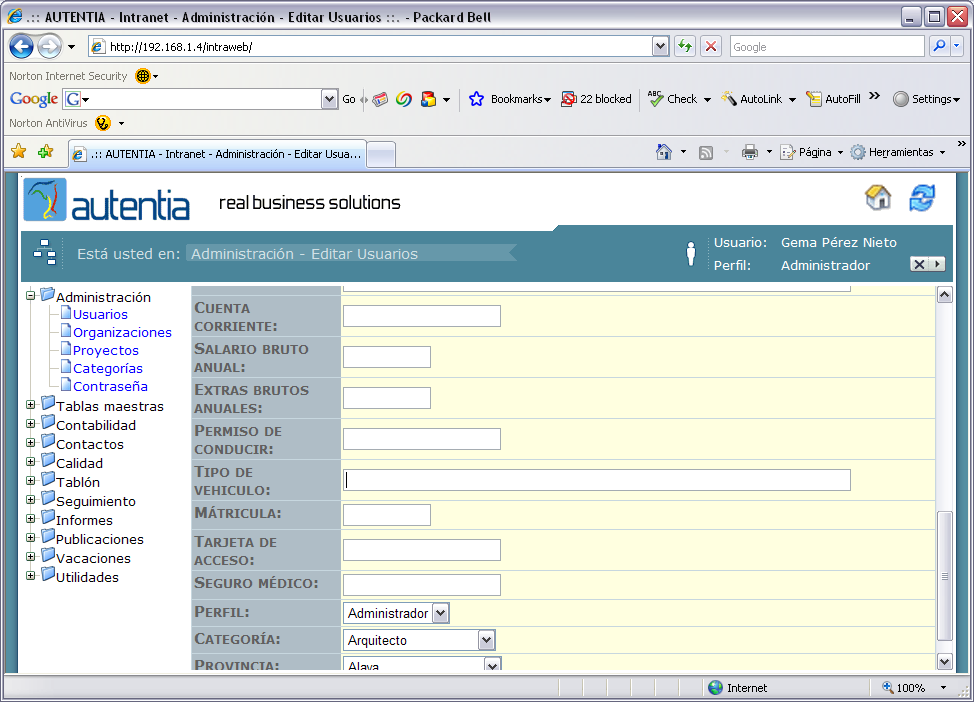 .:: AUTENTIA - Intranet - Administración - Editar Usuarios ::. - Packard Bell
http://192.168.1.4/intraweb/
Google
Norton Internet Security
Google G Go Bookmarks 22 blocked ABC Check AutoLink AutoFill » Settings
Norton AntiVirus
.:: AUTENTIA - Intranet - Administración - Editar Usua... Página Herramientas »
autentia real business solutions
Está usted en: Administración - Editar Usuarios
Usuario: Gema Pérez Nieto
Perfil: Administrador
Administración
Usuarios
Organizaciones
Proyectos
Categorías
Contraseña
Tablas maestras
Contabilidad
Contactos
Calidad
Tablón
Seguimiento
Informes
Publicaciones
Vacaciones
Utilidades
CUENTA
CORRIENTE:
SALARIO BRUTO
ANUAL:
EXTRAS BRUTOS
ANUALES:
PERMISO DE
CONDUCIR:
TIPO DE
VEHICULO:
MÁTRICULA:
TARJETA DE
ACCESO:
SEGURO MÉDICO:
PERFIL: Administrador
CATEGORÍA: Arquitecto
PROVINCIA: Alava
Internet 100%